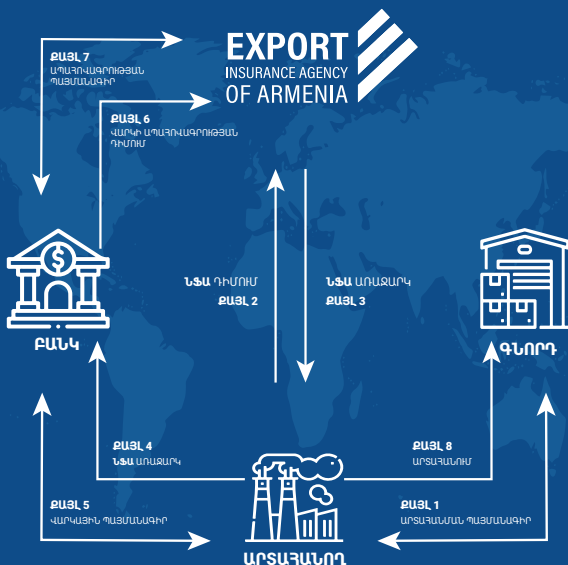 EXPORT
INSURANCE AGENCY
OF ARMENIA
ՔԱՅԼ 7
ԱՊԱՀՈՎԱԳՐՈՒԹՅԱՆ
ՊԱՅՄԱՆԱԳԻՐ
ՔԱՅԼ 6
ՎԱՐԿԻ ԱՊԱՀՈՎԱԳՐՈՒԹՅԱՆ
ԴԻՄՈՒՄ
ՆՖԱ ԴԻՄՈՒՄ
ՔԱՅԼ 2
ՆՖԱ ԱՌԱՋԱՐԿ
ՔԱՅԼ 3
ԲԱՆԿ
ԳՆՈՐԴ
ՔԱՅԼ 4
ՆՖԱ ԱՌԱՋԱՐԿ
ՔԱՅԼ 8
ԱՐՏԱՀԱՆՈՒՄ
ՔԱՅԼ 5
ՎԱՐԿԱՅԻՆ ՊԱՅՄԱՆԱԳԻՐ
ՔԱՅԼ 1
ԱՐՏԱՀԱՆՄԱՆ ՊԱՅՄԱՆԱԳԻՐ
ԱՐՏԱՀԱՆՈՂ